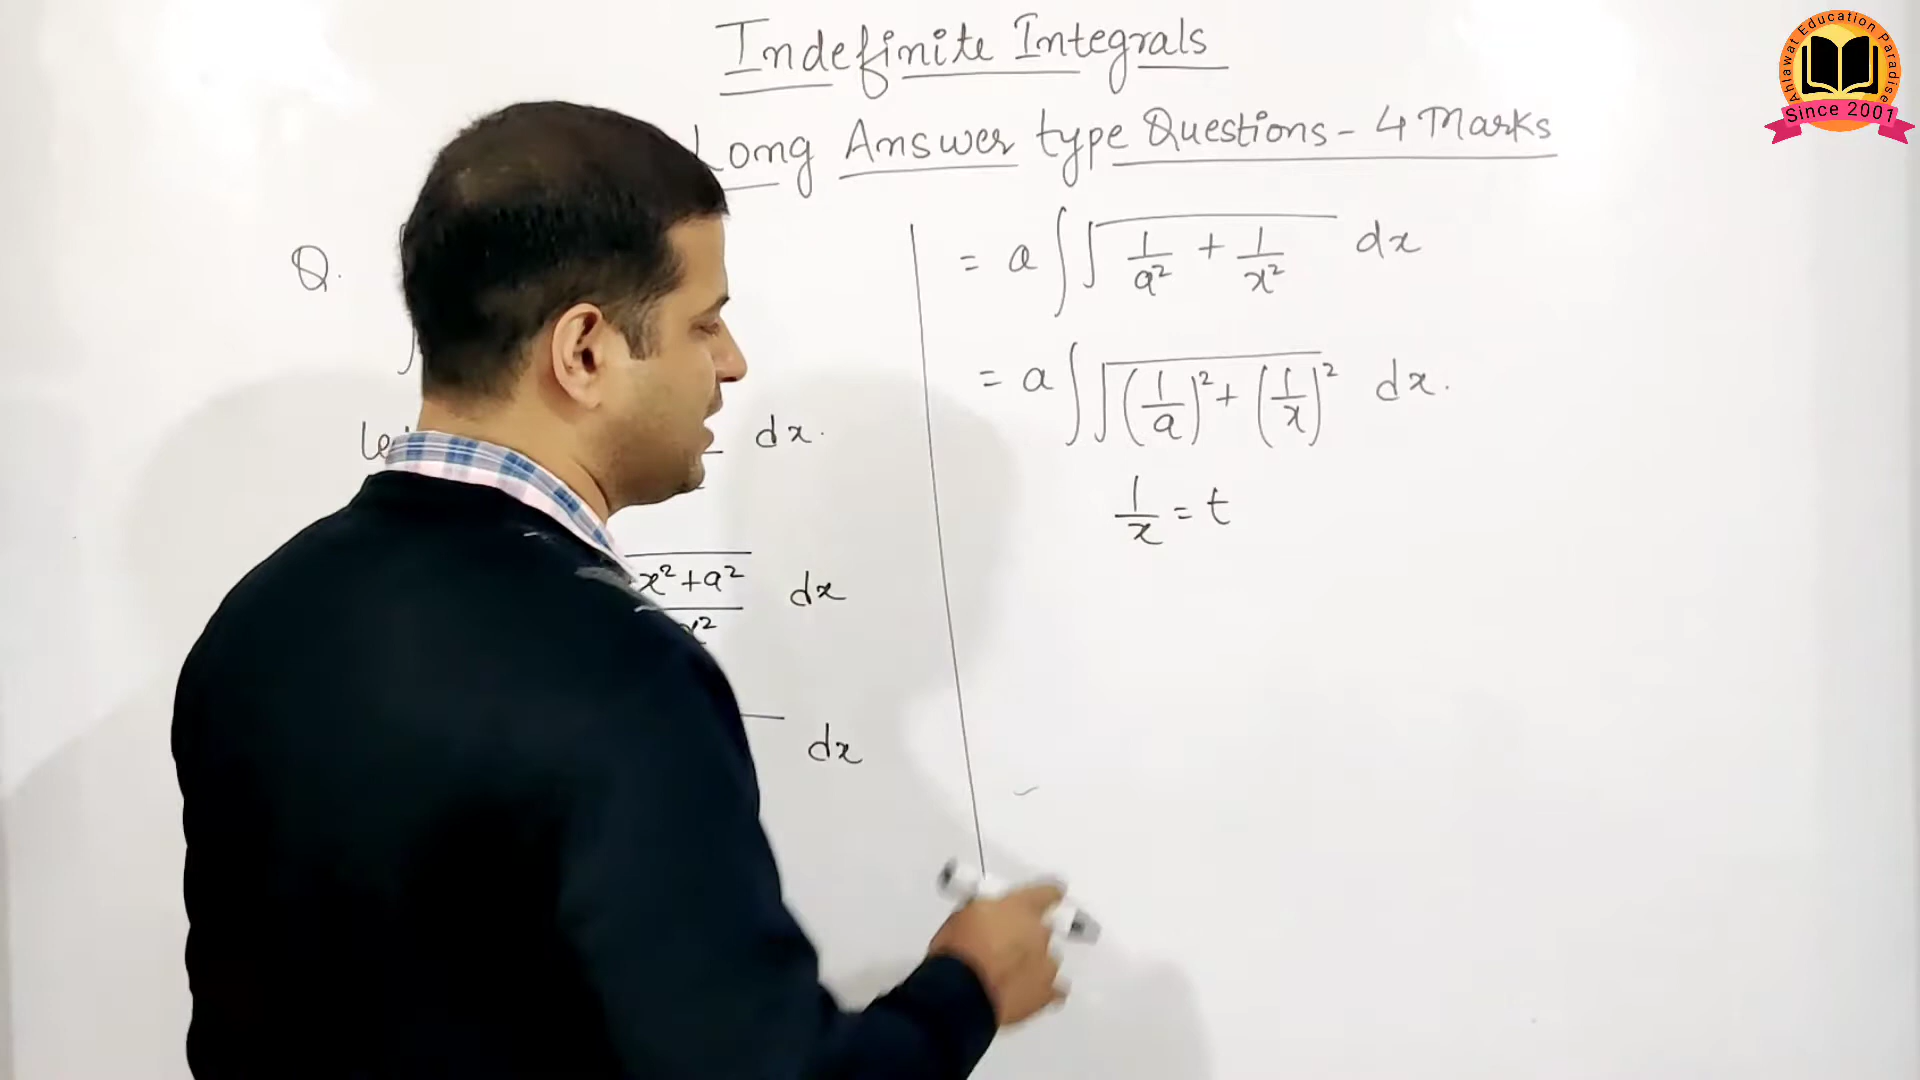 Indefinite Integrals
Long Answer type Questions - 4 Marks
Q.
dx.
x²+a²
dx
x²
dx
= a ∫ √ 1/a² + 1/x² dx
= a ∫ √ (1/a)² + (1/x)² dx.
1/x = t
Ahlawat Education Paradise
Since 2001